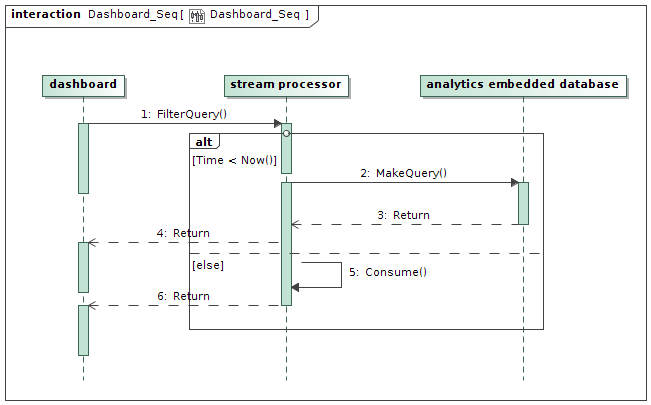 interaction Dashboard_Seq[ Dashboard_Seq ]
dashboard
stream processor
analytics embedded database
1: FilterQuery()
alt
[Time < Now()]
2: MakeQuery()
3: Return
4: Return
[else]
5: Consume()
6: Return